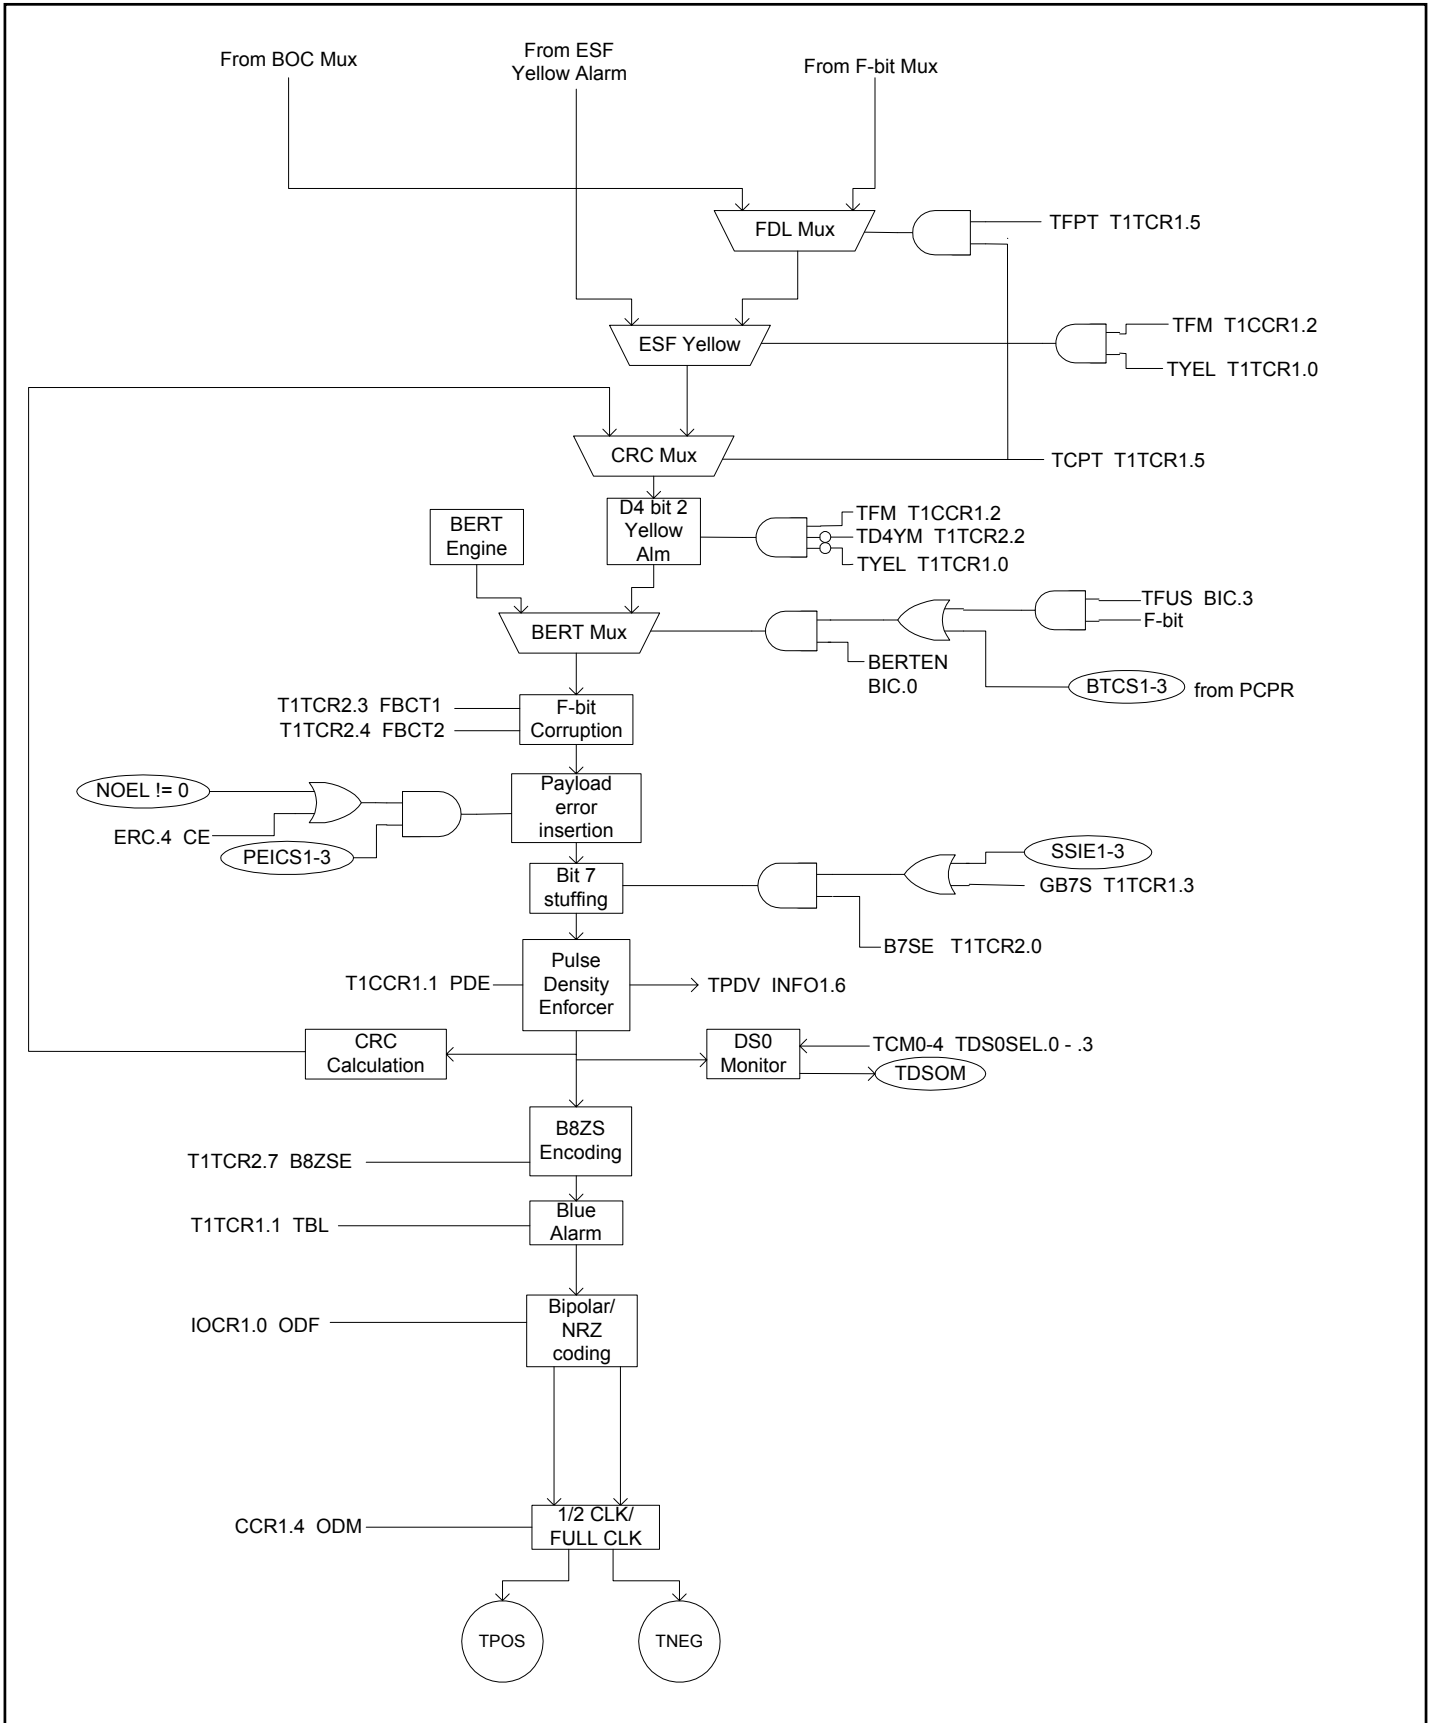 From BOC Mux
From ESF
Yellow Alarm
From F-bit Mux
FDL Mux
TFPT T1TCR1.5
ESF Yellow
TFM T1CCR1.2
TYEL T1TCR1.0
CRC Mux
TCPT T1TCR1.5
BERT
Engine
D4 bit 2
Yellow
Alm
TFM T1CCR1.2
TD4YM T1TCR2.2
TYEL T1TCR1.0
BERT Mux
TFUS BIC.3
F-bit
BERTEN
BIC.0
BTCS1-3
from PCPR
T1TCR2.3 FBCT1
T1TCR2.4 FBCT2
F-bit
Corruption
NOEL != 0
ERC.4 CE
PEICS1-3
Payload
error
insertion
Bit 7
stuffing
SSIE1-3
GB7S T1TCR1.3
B7SE T1TCR2.0
T1CCR1.1 PDE
Pulse
Density
Enforcer
TPDV INFO1.6
CRC
Calculation
DS0
Monitor
TCM0-4 TDS0SEL.0 - .3
TDSOM
B8ZS
Encoding
T1TCR2.7 B8ZSE
Blue
Alarm
T1TCR1.1 TBL
Bipolar/
NRZ
coding
IOCR1.0 ODF
1/2 CLK/
FULL CLK
CCR1.4 ODM
TPOS
TNEG